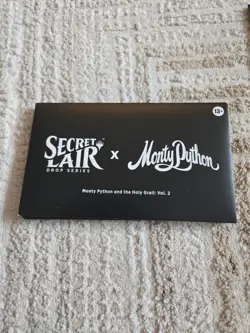 13+
SECRET
LAIR
DROP SERIES
x
Monty Python
Monty Python and the Holy Grail: Vol. 2